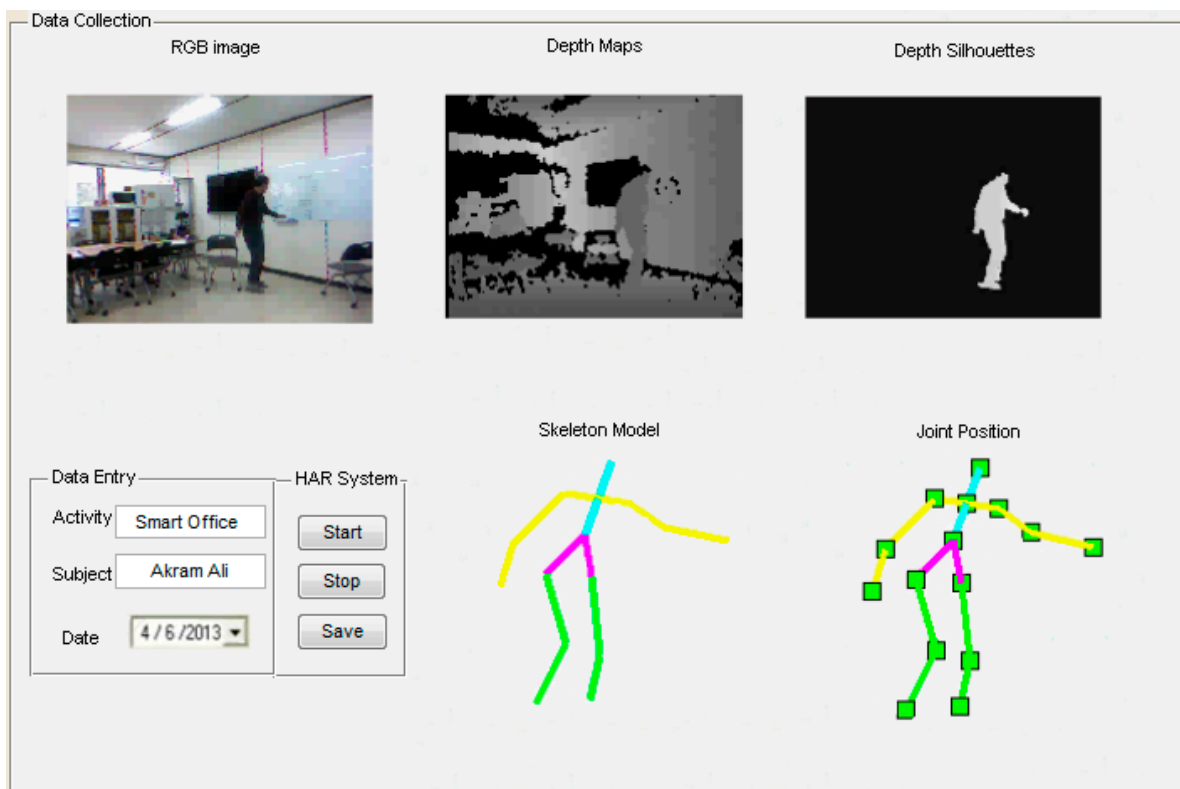 Data Collection
RGB image
Depth Maps
Depth Silhouettes
Skeleton Model
Joint Position
Data Entry
Activity
Smart Office
Subject
Akram Ali
Date
4 / 6 /2013
HAR System
Start
Stop
Save